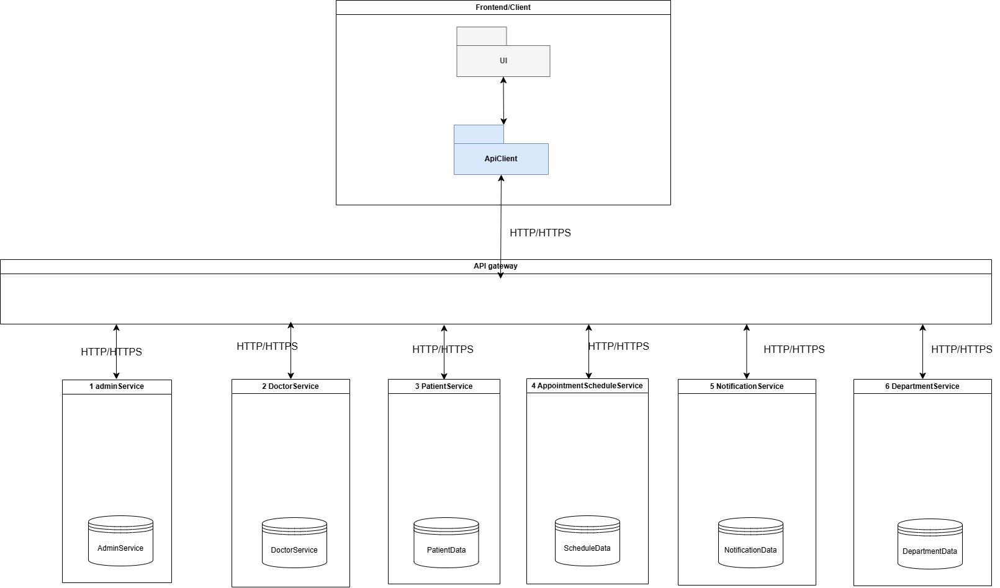 Frontend/Client
UI
ApiClient
HTTP/HTTPS
API gateway
HTTP/HTTPS
HTTP/HTTPS
HTTP/HTTPS
HTTP/HTTPS
HTTP/HTTPS
HTTP/HTTPS
1 adminService
2 DoctorService
3 PatientService
4 AppointmentScheduleService
5 NotificationService
6 DepartmentService
AdminService
DoctorService
PatientData
ScheduleData
NotificationData
DepartmentData